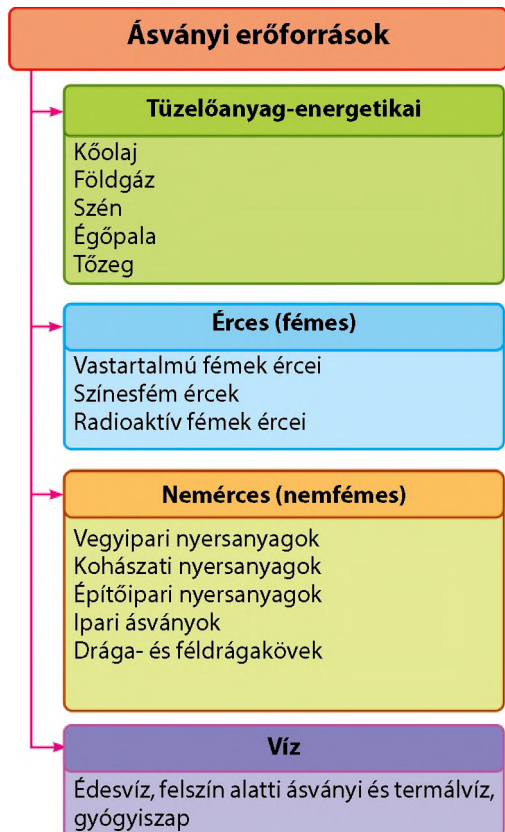 Ásványi erőforrások
Tüzelőanyag-energetikai
Kőolaj
Földgáz
Szén
Égőpala
Tőzeg
Érces (fémes)
Vastartalmú fémek ércei
Színesfém ércek
Radioaktív fémek ércei
Nemérces (nemfémes)
Vegyipari nyersanyagok
Kohászati nyersanyagok
Építőipari nyersanyagok
Ipari ásványok
Drága- és féldrágakövek
Víz
Édesvíz, felszín alatti ásványi és termálvíz,
gyógyiszap